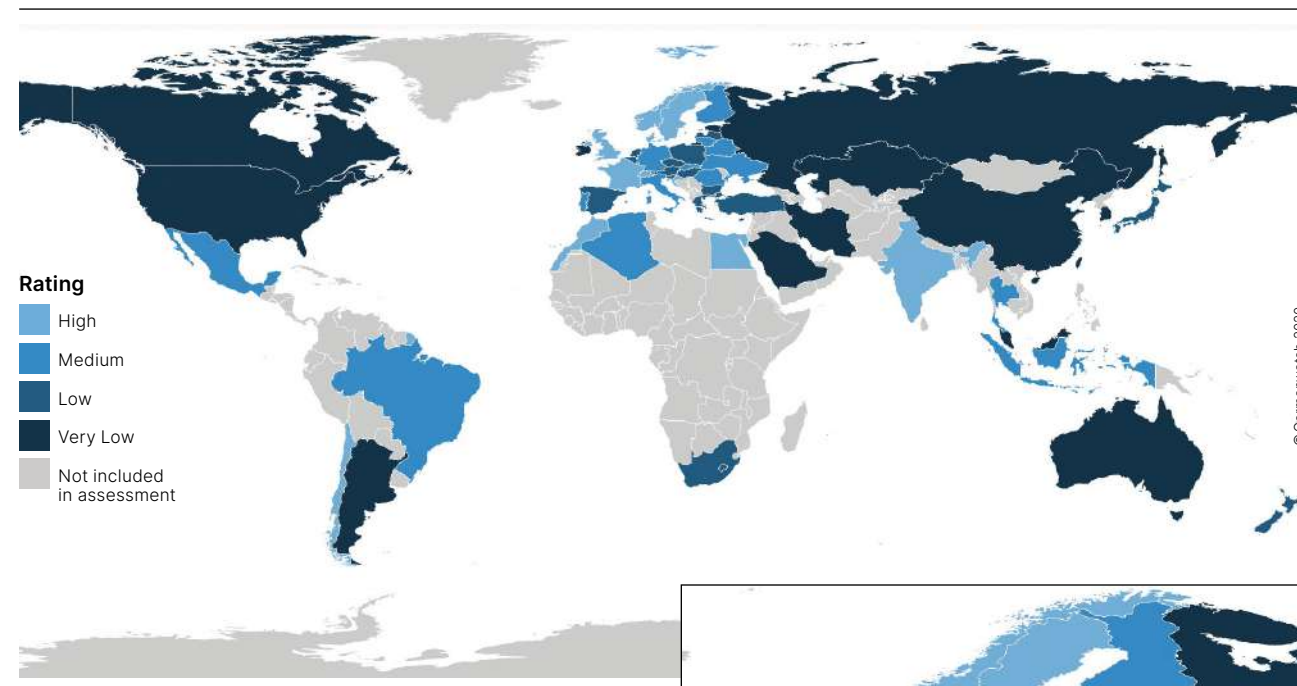 Rating
High
Medium
Low
Very Low
Not included
in assessment